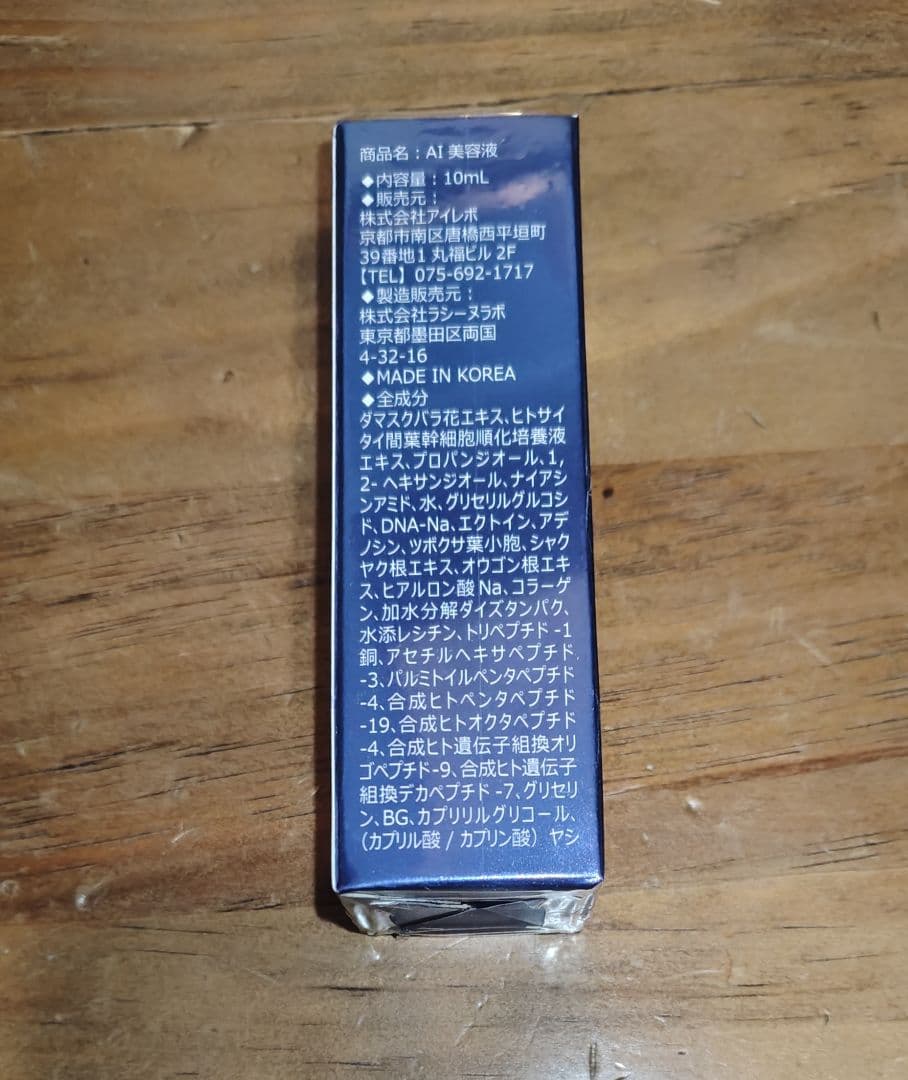 商品名：AI 美容液
◆内容量：10mL
◆販売元：
株式会社アイレボ
京都市南区唐橋西平垣町
39番地1 丸福ビル 2F
【TEL】075-692-1717
◆製造販売元：
株式会社ラシーヌラボ
東京都墨田区両国
4-32-16
◆MADE IN KOREA
◆全成分
ダマスクバラ花エキス、ヒトサイ
タイ間葉幹細胞順化培養液
エキス、プロパンジオール、1,
2- ヘキサンジオール、ナイアシ
ンアミド、水、グリセリルグルコシ
ド、DNA-Na、エクトイン、アデ
ノシン、ツボクサ葉小胞、シャク
ヤク根エキス、オウゴン根エキ
ス、ヒアルロン酸 Na、コラーゲ
ン、加水分解ダイズタンパク、
水添レシチン、トリペプチド -1
銅、アセチルヘキサペプチド
-3、パルミトイルペンタペプチド
-4、合成ヒトペンタペプチド
-19、合成ヒトオクタペプチド
-4、合成ヒト遺伝子組換オリ
ゴペプチド-9、合成ヒト遺伝子
組換デカペプチド -7、グリセリ
ン、BG、カプリリルグリコール、
（カプリル酸 / カプリン酸）ヤシ